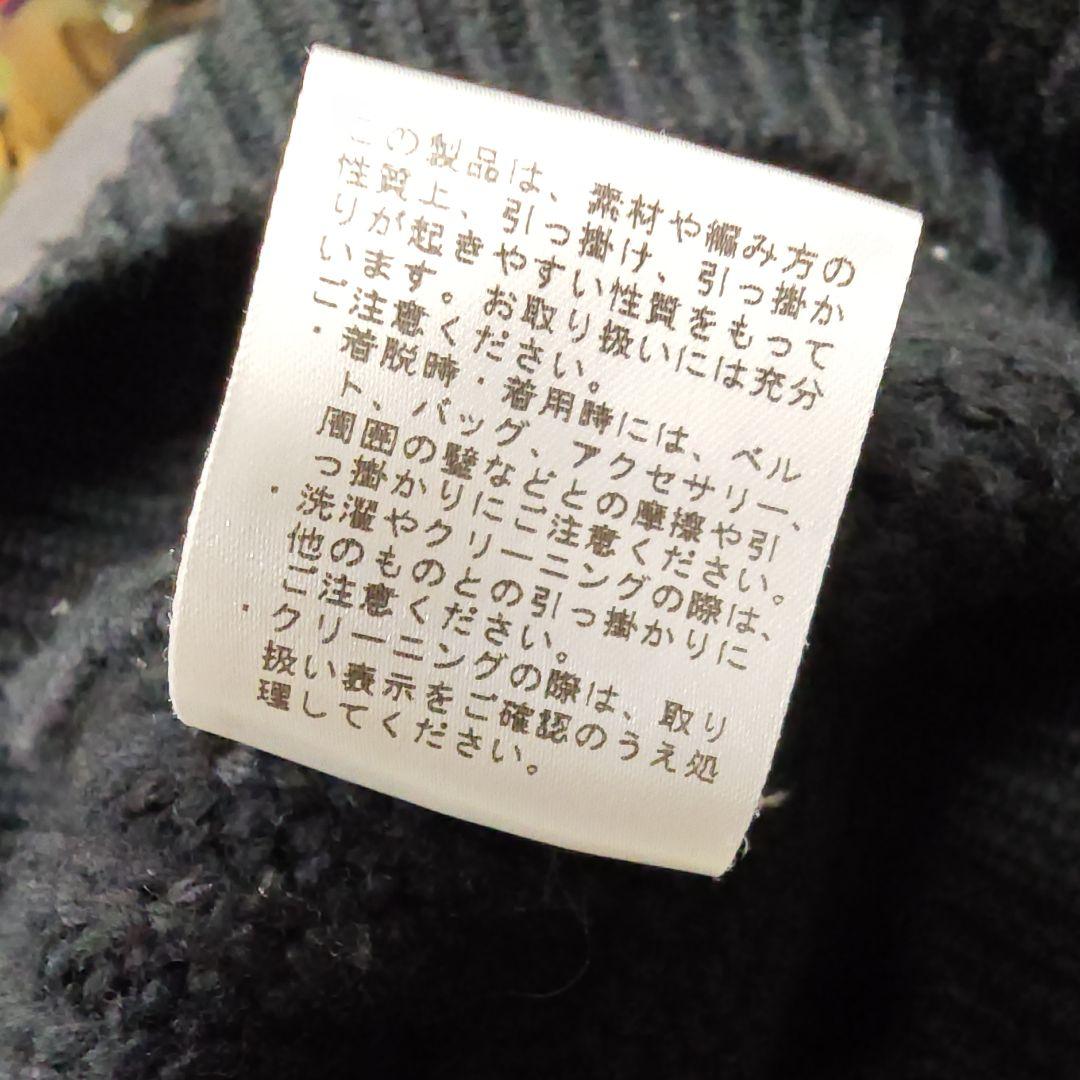 この製品は、素材や編み方の
性質上、引っ掛け、引っ掛か
りが起きやすい性質をもって
います。お取り扱いには充分
ご注意ください。
・着脱時・着用時には、ベル
ト、バッグ、アクセサリー、
周囲の壁などとの摩擦や引
っ掛かりにご注意ください。
・洗濯やクリーニングの際は、
他のものとの引っ掛かりに
ご注意ください。
・クリーニングの際は、取り
扱い表示をご確認のうえ処
理してください。